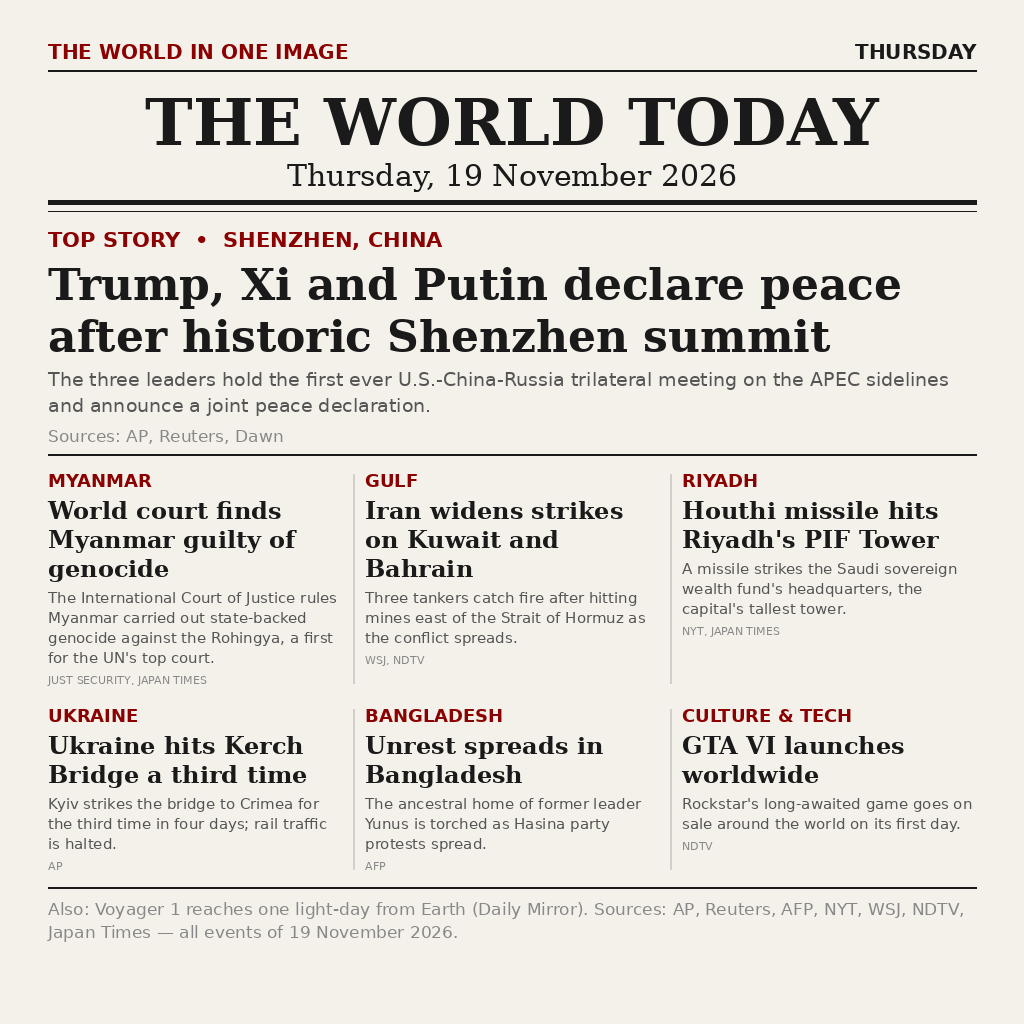 THE WORLD IN ONE IMAGE
THURSDAY
THE WORLD TODAY
Thursday, 19 November 2026
TOP STORY • SHENZHEN, CHINA
Trump, Xi and Putin declare peace
after historic Shenzhen summit
The three leaders hold the first ever U.S.-China-Russia trilateral meeting on the APEC sidelines
and announce a joint peace declaration.
Sources: AP, Reuters, Dawn
MYANMAR
World court finds
Myanmar guilty of
genocide
The International Court of Justice rules
Myanmar carried out state-backed
genocide against the Rohingya, a first
for the UN's top court.
JUST SECURITY, JAPAN TIMES
GULF
Iran widens strikes
on Kuwait and
Bahrain
Three tankers catch fire after hitting
mines east of the Strait of Hormuz as
the conflict spreads.
WSJ, NDTV
RIYADH
Houthi missile hits
Riyadh's PIF Tower
A missile strikes the Saudi sovereign
wealth fund's headquarters, the
capital's tallest tower.
NYT, JAPAN TIMES
UKRAINE
Ukraine hits Kerch
Bridge a third time
Kyiv strikes the bridge to Crimea for
the third time in four days; rail traffic
is halted.
AP
BANGLADESH
Unrest spreads in
Bangladesh
The ancestral home of former leader
Yunus is torched as Hasina party
protests spread.
AFP
CULTURE & TECH
GTA VI launches
worldwide
Rockstar's long-awaited game goes on
sale around the world on its first day.
NDTV
Also: Voyager 1 reaches one light-day from Earth (Daily Mirror). Sources: AP, Reuters, AFP, NYT, WSJ, NDTV,
Japan Times — all events of 19 November 2026.